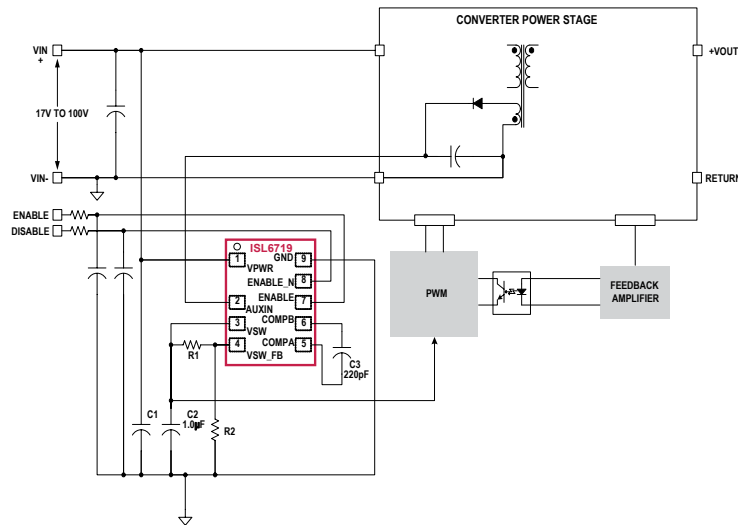 CONVERTER POWER STAGE
VIN
+
+VOUT
17V TO 100V
VIN-
RETURN
ENABLE
DISABLE
ISL6719
1
VPWR
GND
9
ENABLE_N
8
2
AUXIN
ENABLE
7
3
VSW
COMPB
6
4
VSW_FB
COMPA
5
R1
C3
220pF
PWM
FEEDBACK
AMPLIFIER
C1
C2
1.0µF
R2